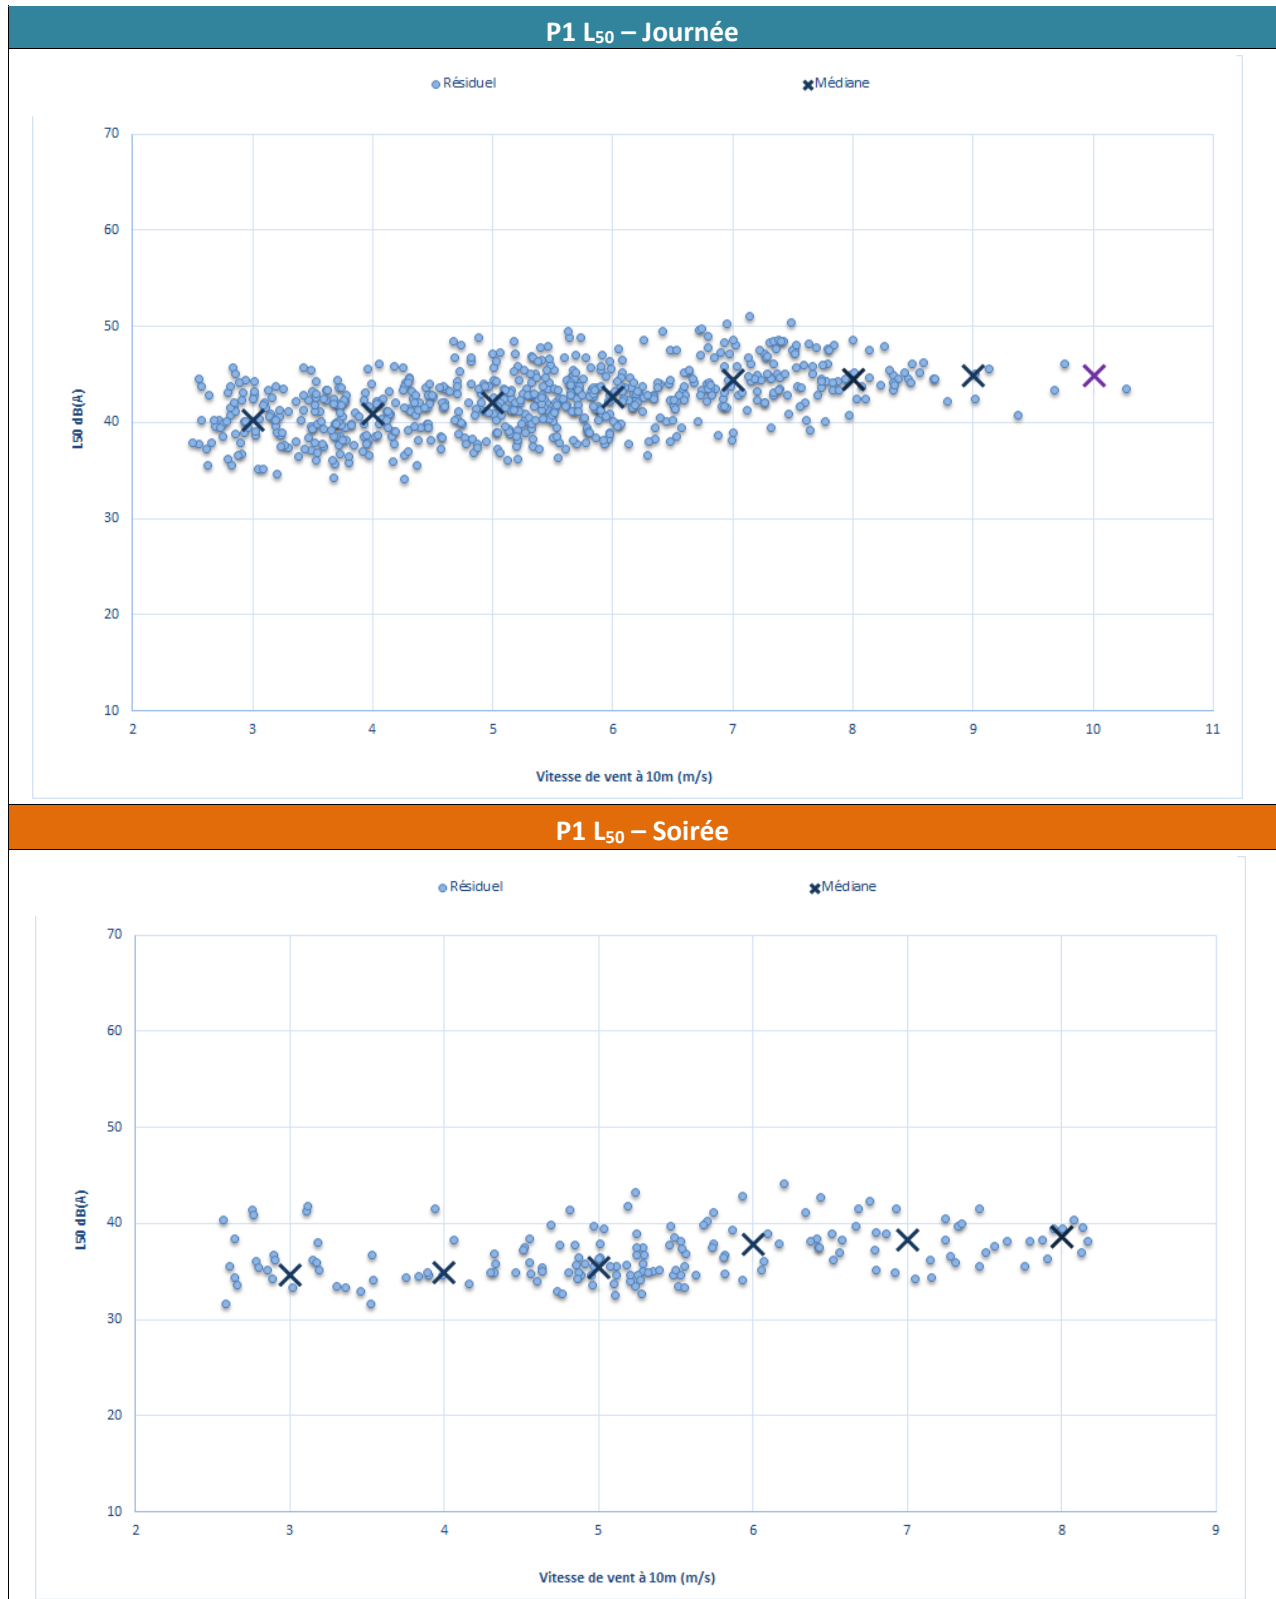 P1 L50 – Journée
Résiduel Médiane
70
60
50
40
30
20
10
L50 dB(A)
2 3 4 5 6 7 8 9 10 11
Vitesse de vent à 10m (m/s)
P1 L50 – Soirée
Résiduel Médiane
70
60
50
40
30
20
10
L50 dB(A)
2 3 4 5 6 7 8 9
Vitesse de vent à 10m (m/s)